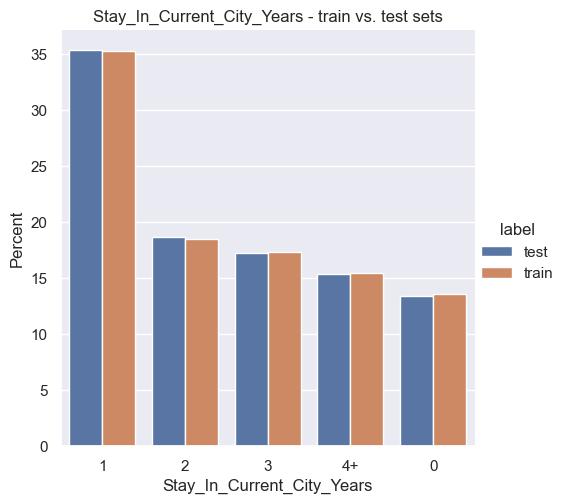 Stay_In_Current_City_Years - train vs. test sets
35
30
25
20
15
10
5
0
Percent
1 2 3 4+ 0
Stay_In_Current_City_Years
label
test
train